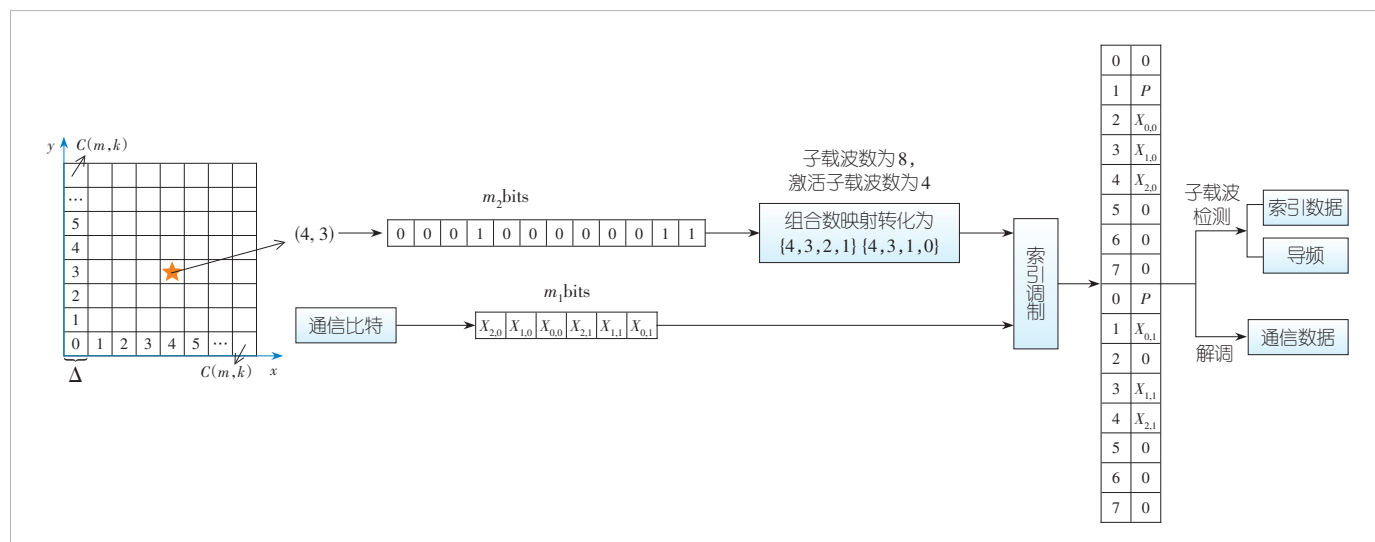 y
C(m,k)
…
5
4
3
2
1
0 1 2 3 4 5 …
Δ
C(m,k)
x
(4, 3)
m₂bits
0 0 0 1 0 0 0 0 0 0 1 1
通信比特
m₁bits
X₂,₀ X₁,₀ X₀,₀ X₂,₁ X₁,₁ X₀,₁
子载波数为8，
激活子载波数为4
组合数映射转化为
{4,3,2,1}{4,3,1,0}
索引调制
0 0
1 P
2 X₀,₀
3 X₁,₀
4 X₂,₀
5 0
6 0
7 0
0 P
1 X₀,₁
2 0
3 X₁,₁
4 X₂,₁
5 0
6 0
7 0
子载波
检测
索引数据
导频
解调
通信数据